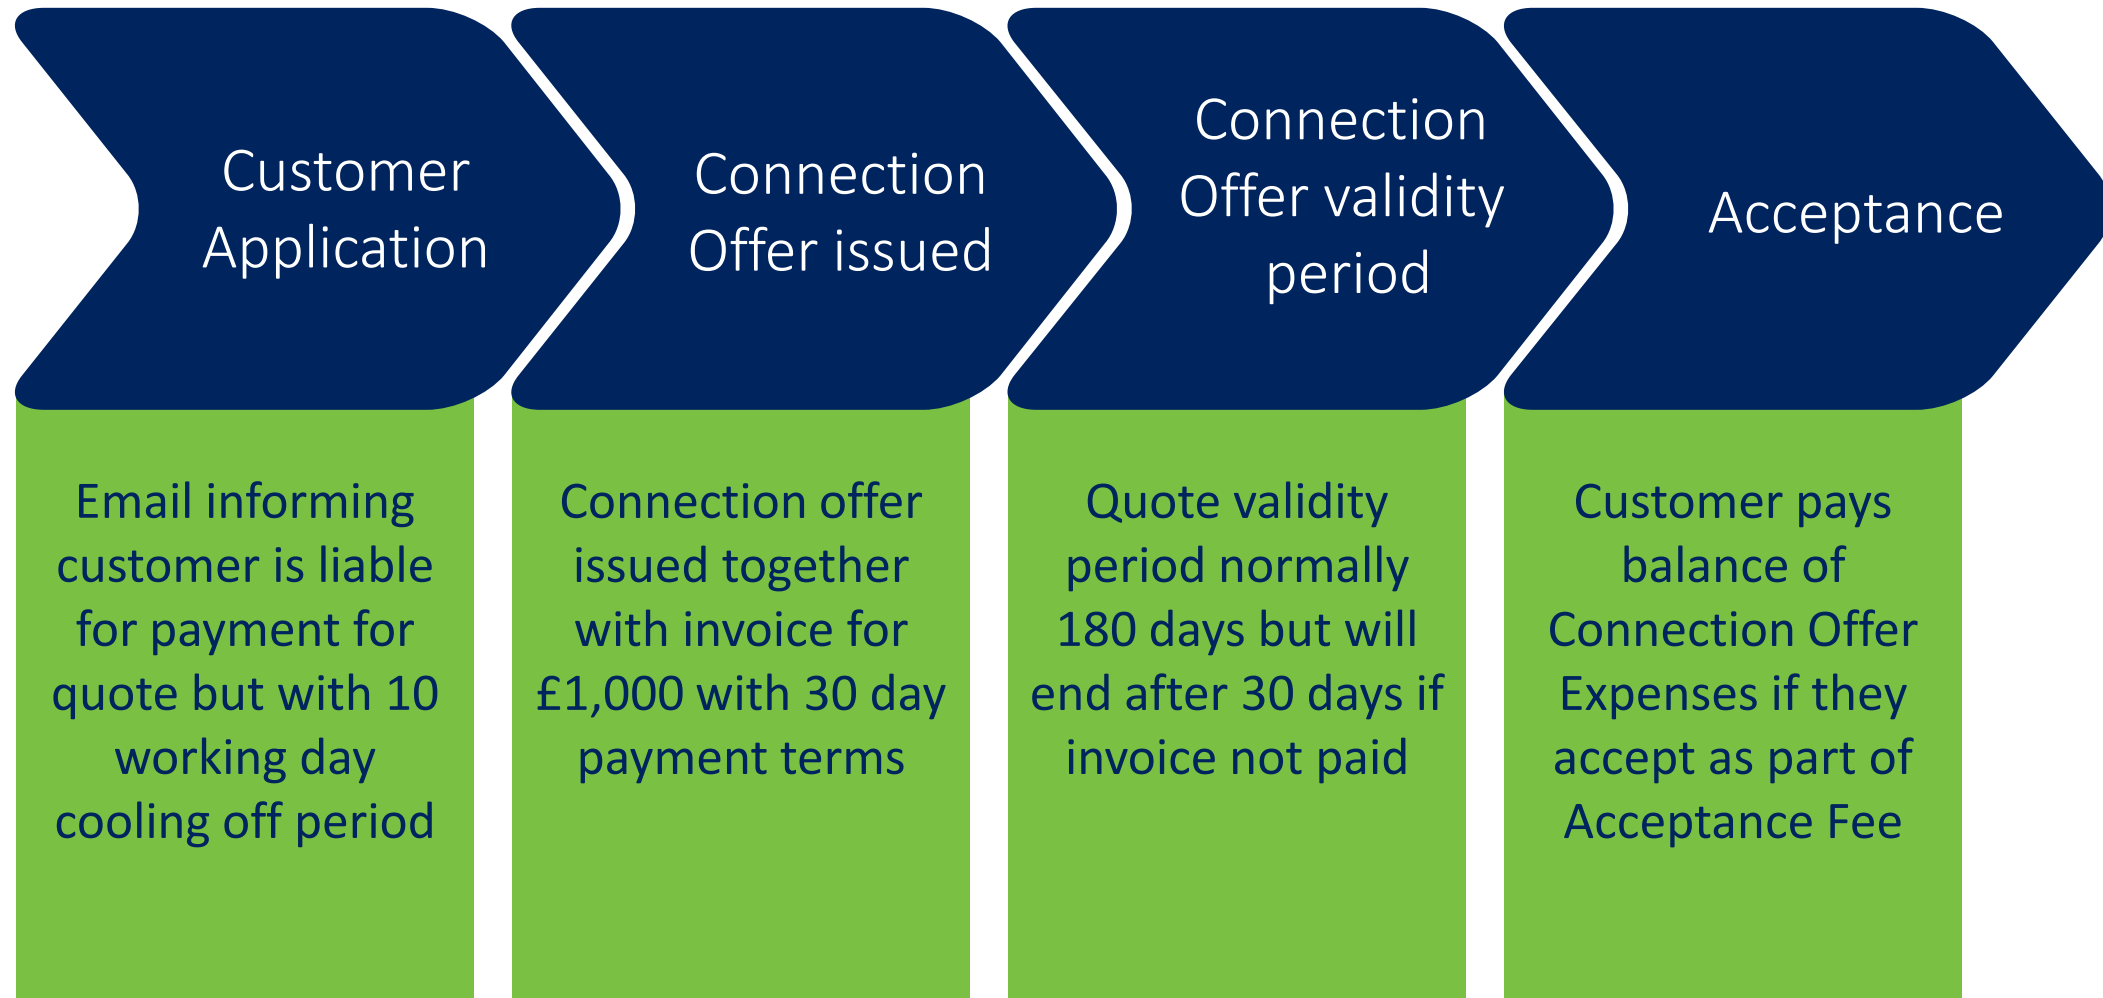 Customer
Application
Connection
Offer issued
Connection
Offer validity
period
Acceptance
Email informing
customer is liable
for payment for
quote but with 10
working day
cooling off period
Connection offer
issued together
with invoice for
£1,000 with 30 day
payment terms
Quote validity
period normally
180 days but will
end after 30 days if
invoice not paid
Customer pays
balance of
Connection Offer
Expenses if they
accept as part of
Acceptance Fee